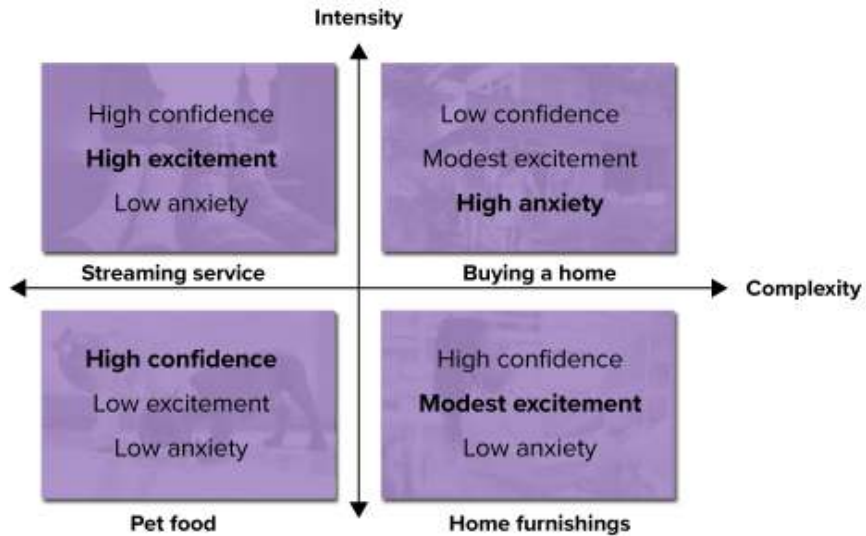 Intensity
High confidence
High excitement
Low anxiety
Streaming service
Low confidence
Modest excitement
High anxiety
Buying a home
Complexity
High confidence
Low excitement
Low anxiety
Pet food
High confidence
Modest excitement
Low anxiety
Home furnishings